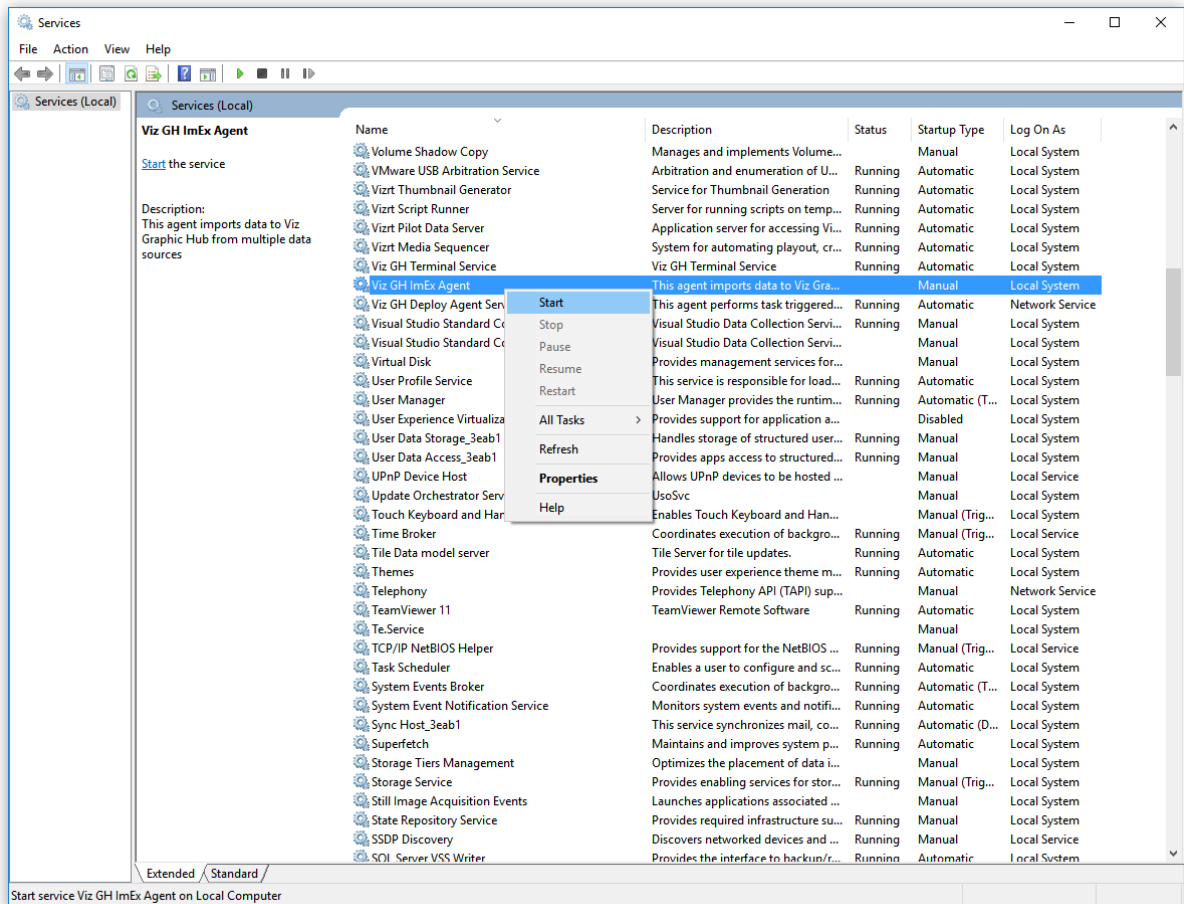 Services
File Action View Help
Services (Local)
Services (Local)
Viz GH ImEx Agent
Start the service
Description:
This agent imports data to Viz
Graphic Hub from multiple data
sources
Name Description Status Startup Type Log On As
Volume Shadow Copy Manages and implements Volume... Manual Local System
VMware USB Arbitration Service Arbitration and enumeration of U... Running Automatic Local System
Vizrt Thumbnail Generator Service for Thumbnail Generation Running Automatic Local System
Vizrt Script Runner Server for running scripts on temp... Running Automatic Local System
Vizrt Pilot Data Server Application server for accessing Vi... Running Automatic Local System
Vizrt Media Sequencer System for automating playout, cr... Running Automatic Local System
Viz GH Terminal Service Viz GH Terminal Service Running Automatic Local System
Viz GH ImEx Agent This agent imports data to Viz Gra... Manual Local System
Viz GH Deploy Agent Serv This agent performs task triggered... Running Automatic Network Service
Visual Studio Standard Co Visual Studio Data Collection Servi... Running Manual Local System
Visual Studio Standard Co Visual Studio Data Collection Servi... Manual Local System
Virtual Disk Provides management services for... Manual Local System
User Profile Service This service is responsible for load... Running Automatic Local System
User Manager User Manager provides the runtim... Running Automatic (T... Local System
User Experience Virtualiza Provides support for application a... Disabled Local System
User Data Storage_3eab1 Handles storage of structured user... Running Manual Local System
User Data Access_3eab1 Provides apps access to structured... Running Manual Local System
UPnP Device Host Allows UPnP devices to be hosted ... Manual Local Service
Update Orchestrator Serv UsoSvc Manual Local System
Touch Keyboard and Han Enables Touch Keyboard and Han... Manual (Trig... Local System
Time Broker Coordinates execution of backgro... Running Manual (Trig... Local Service
Tile Data model server Tile Server for tile updates. Running Automatic Local System
Themes Provides user experience theme m... Running Automatic Local System
Telephony Provides Telephony API (TAPI) sup... Manual Network Service
TeamViewer 11 TeamViewer Remote Software Running Automatic Local System
Te.Service Manual Local System
TCP/IP NetBIOS Helper Provides support for the NetBIOS ... Running Manual (Trig... Local Service
Task Scheduler Enables a user to configure and sc... Running Automatic Local System
System Events Broker Coordinates execution of backgro... Running Automatic (T... Local System
System Event Notification Service Monitors system events and notifi... Running Automatic Local System
Sync Host_3eab1 This service synchronizes mail, co... Running Automatic (D... Local System
Superfetch Maintains and improves system p... Running Automatic Local System
Storage Tiers Management Optimizes the placement of data i... Manual Local System
Storage Service Provides enabling services for stor... Running Manual (Trig... Local System
Still Image Acquisition Events Launches applications associated ... Manual Local System
State Repository Service Provides required infrastructure su... Running Manual Local System
SSDP Discovery Discovers networked devices and ... Running Manual Local Service
SQL Server VSS Writer Provides the interface to backup/r... Running Automatic Local System
Start
Stop
Pause
Resume
Restart
All Tasks
Refresh
Properties
Help
Extended Standard
Start service Viz GH ImEx Agent on Local Computer